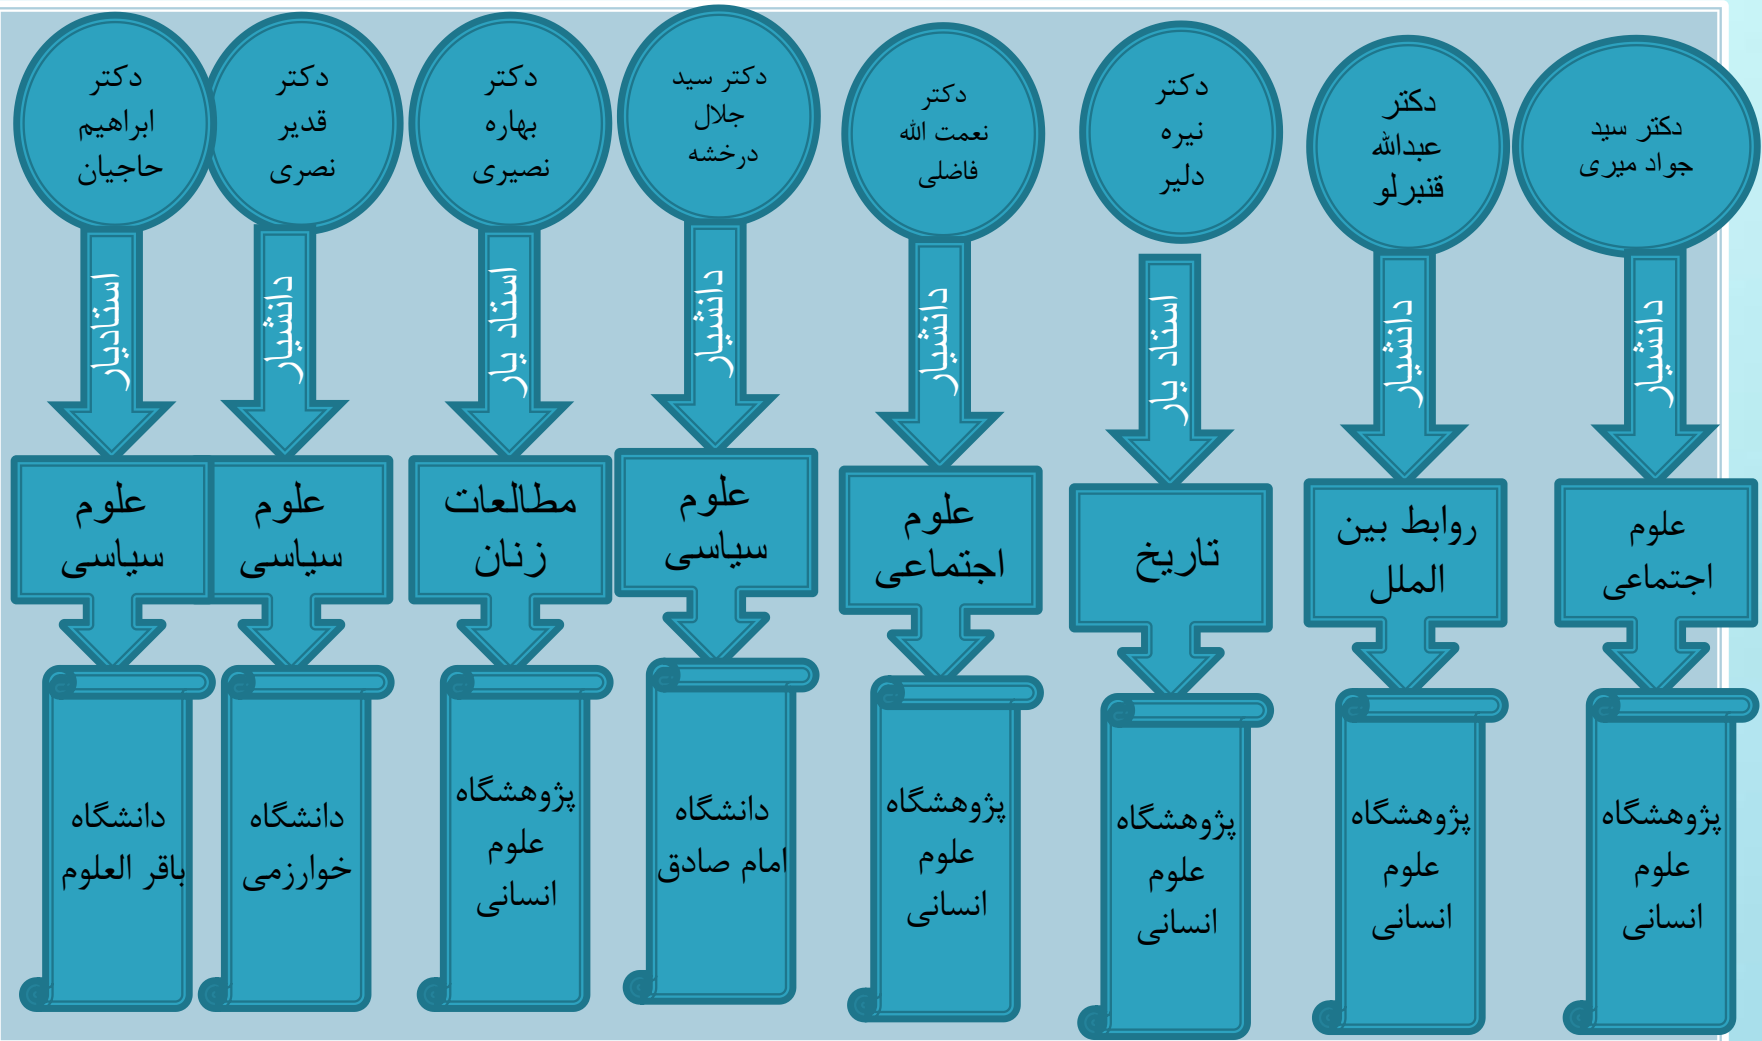 دکتر سید
جواد میری
دانشیار
علوم
اجتماعی
پژوهشگاه
علوم
انسانی
دکتر
عبدالله
قنبرلو
دانشیار
روابط بین
الملل
پژوهشگاه
علوم
انسانی
دکتر
نیره
دلیر
استاد یار
تاریخ
پژوهشگاه
علوم
انسانی
دکتر
نعمت الله
فاضلی
دانشیار
علوم
اجتماعی
پژوهشگاه
علوم
انسانی
دکتر سید
جلال
درخشه
دانشیار
علوم
سیاسی
دانشگاه
امام صادق
دکتر
بهاره
نصیری
استاد یار
مطالعات
زنان
پژوهشگاه
علوم
انسانی
دکتر
قدیر
نصری
دانشیار
علوم
سیاسی
دانشگاه
خوارزمی
دکتر
ابراهیم
حاجیان
استادیار
علوم
سیاسی
دانشگاه
باقر العلوم